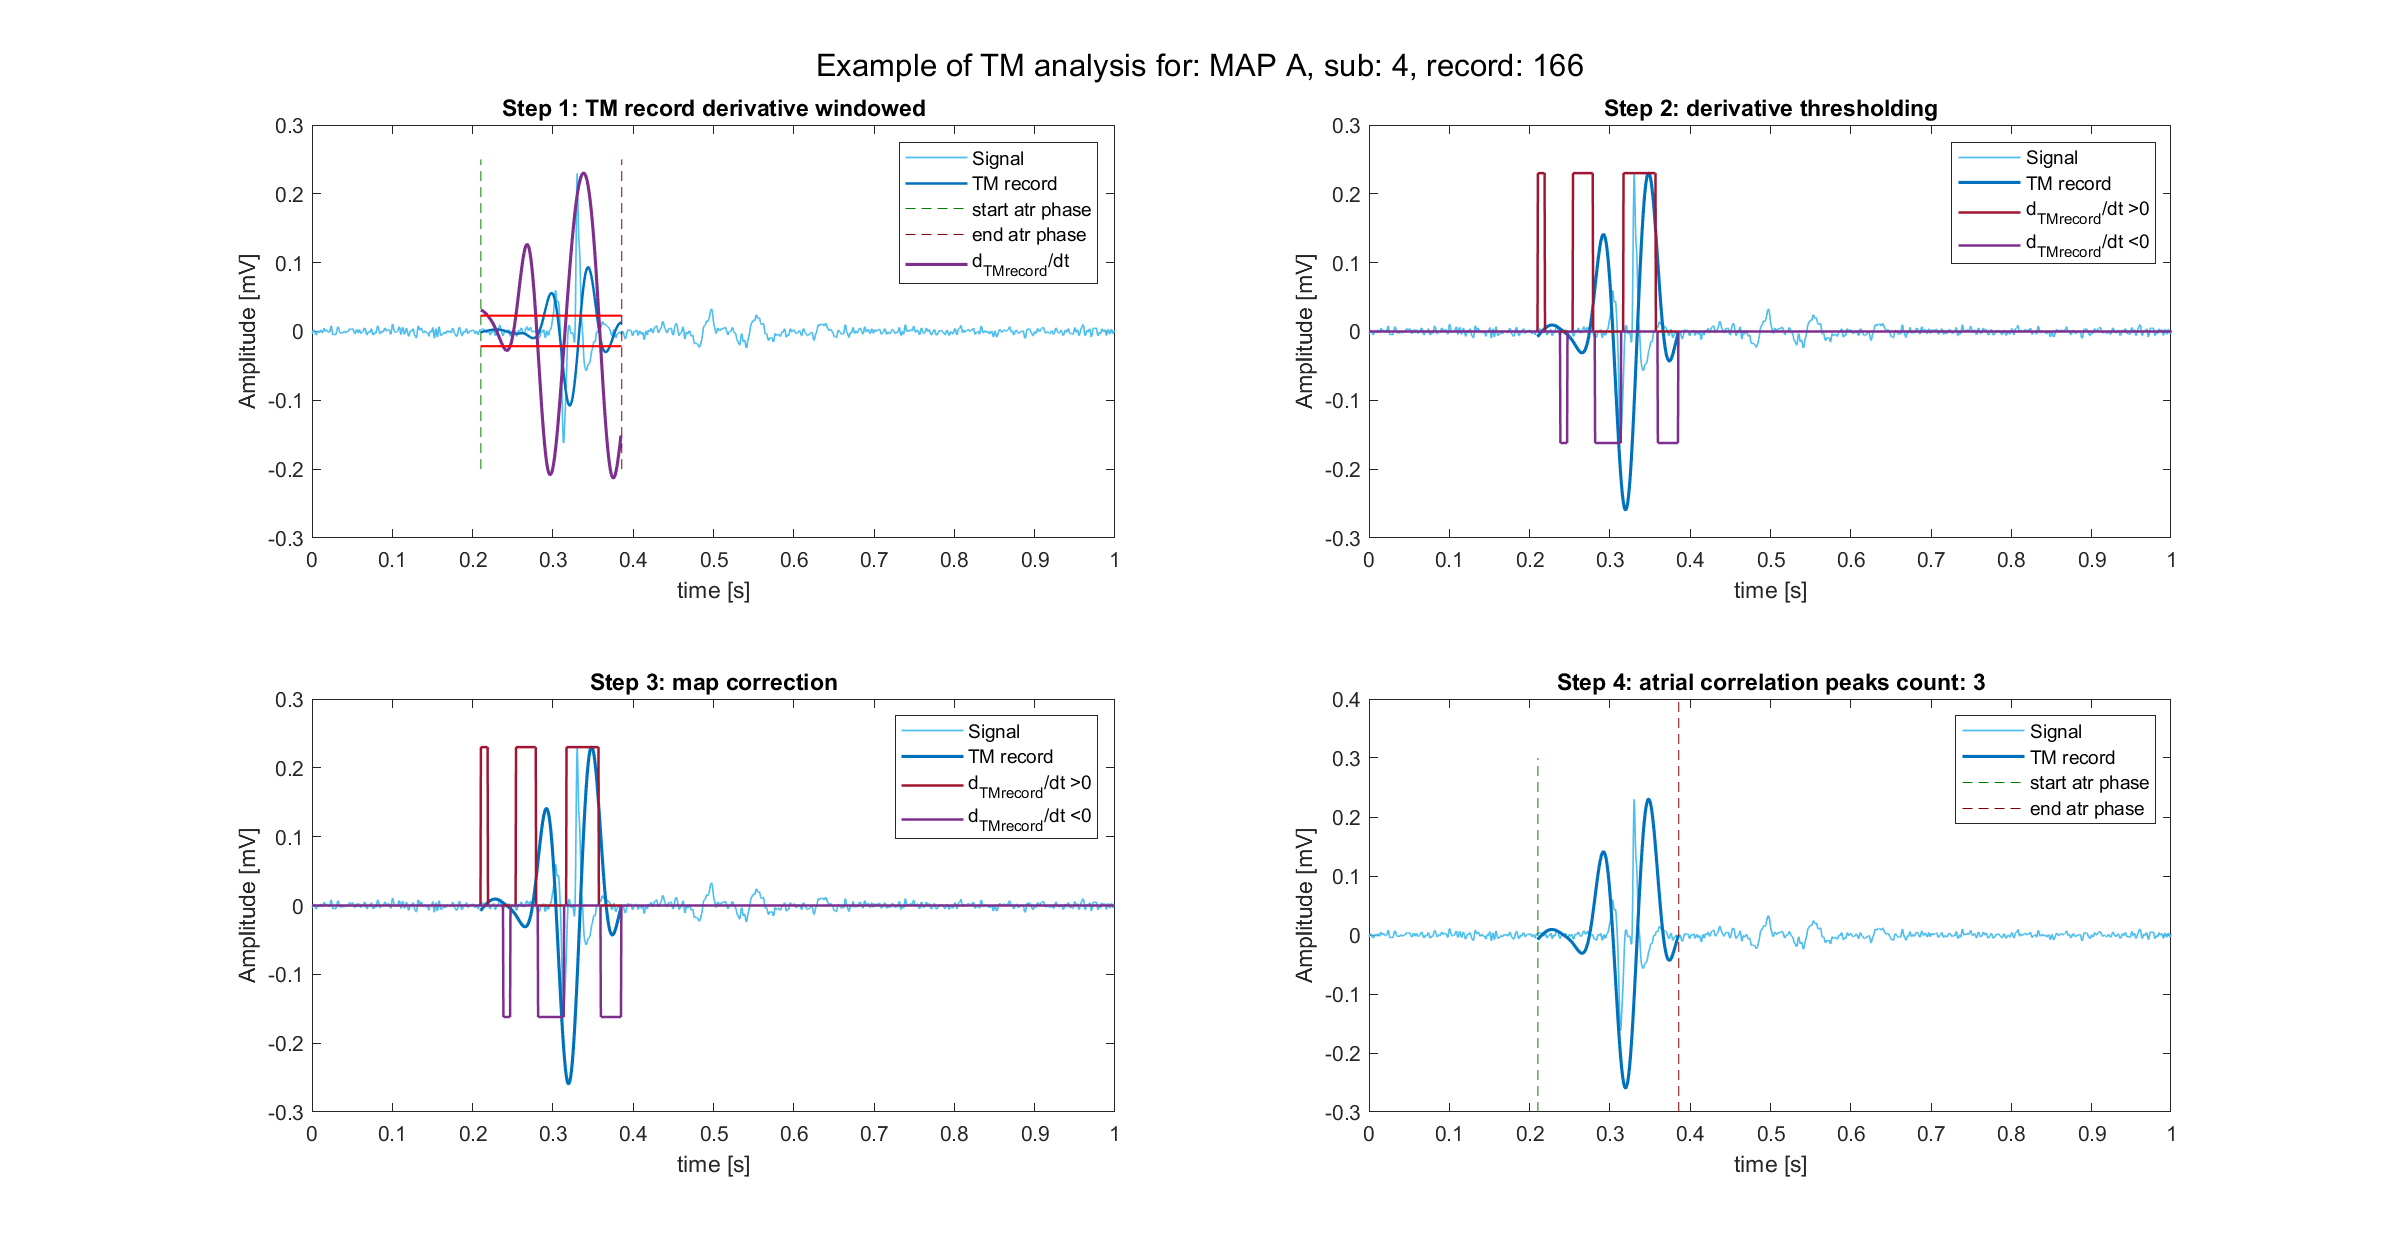 Example of TM analysis for: MAP A, sub: 4, record: 166
Step 1: TM record derivative windowed
0.3
0.2
0.1
0
-0.1
-0.2
-0.3
Amplitude [mV]
0 0.1 0.2 0.3 0.4 0.5 0.6 0.7 0.8 0.9 1
time [s]
Signal
TM record
start atr phase
end atr phase
dTMrecord/dt
Step 2: derivative thresholding
0.3
0.2
0.1
0
-0.1
-0.2
-0.3
Amplitude [mV]
0 0.1 0.2 0.3 0.4 0.5 0.6 0.7 0.8 0.9 1
time [s]
Signal
TM record
dTMrecord/dt >0
dTMrecord/dt <0
Step 3: map correction
0.3
0.2
0.1
0
-0.1
-0.2
-0.3
Amplitude [mV]
0 0.1 0.2 0.3 0.4 0.5 0.6 0.7 0.8 0.9 1
time [s]
Signal
TM record
dTMrecord/dt >0
dTMrecord/dt <0
Step 4: atrial correlation peaks count: 3
0.4
0.3
0.2
0.1
0
-0.1
-0.2
-0.3
Amplitude [mV]
0 0.1 0.2 0.3 0.4 0.5 0.6 0.7 0.8 0.9 1
time [s]
Signal
TM record
start atr phase
end atr phase